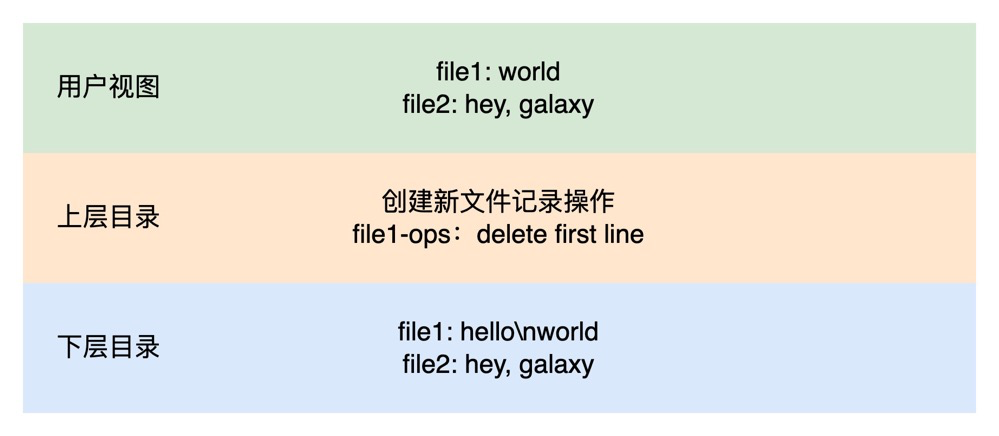 用户视图
file1: world
file2: hey, galaxy
上层目录
创建新文件记录操作
file1-ops：delete first line
下层目录
file1: hello\nworld
file2: hey, galaxy